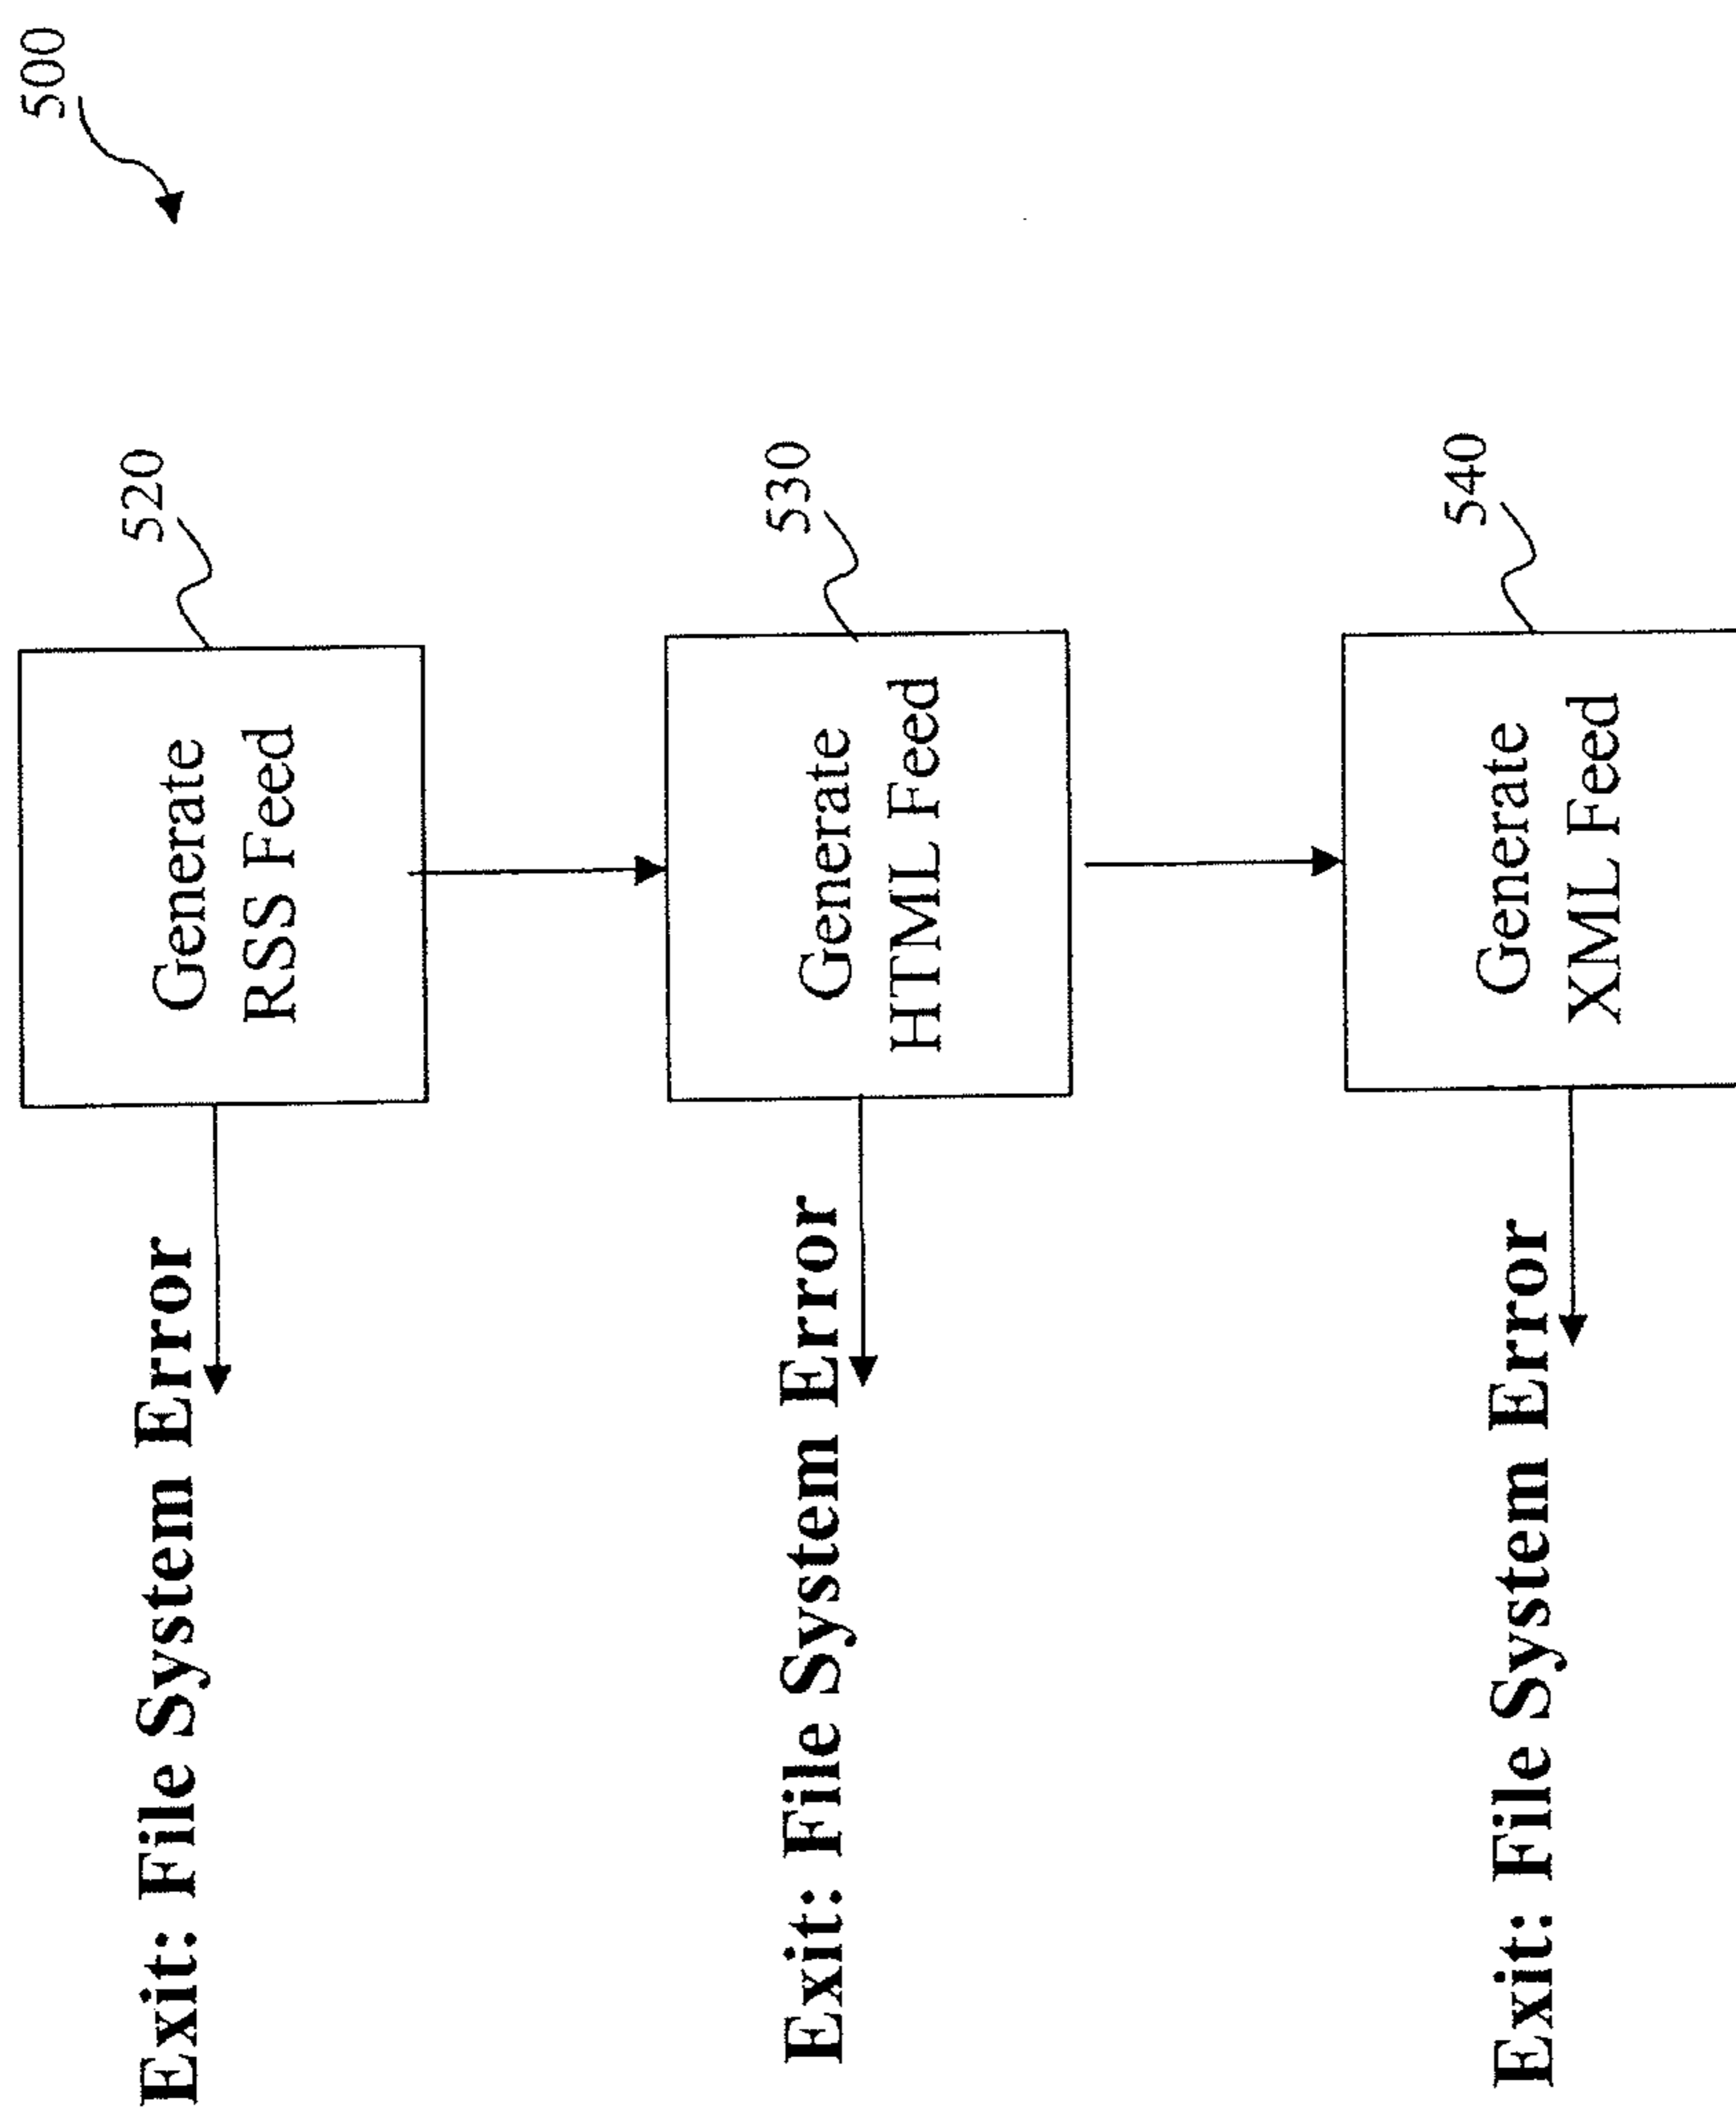 500
520
Generate
RSS Feed
Exit: File System Error
530
Generate
HTML Feed
Exit: File System Error
540
Generate
XML Feed
Exit: File System Error